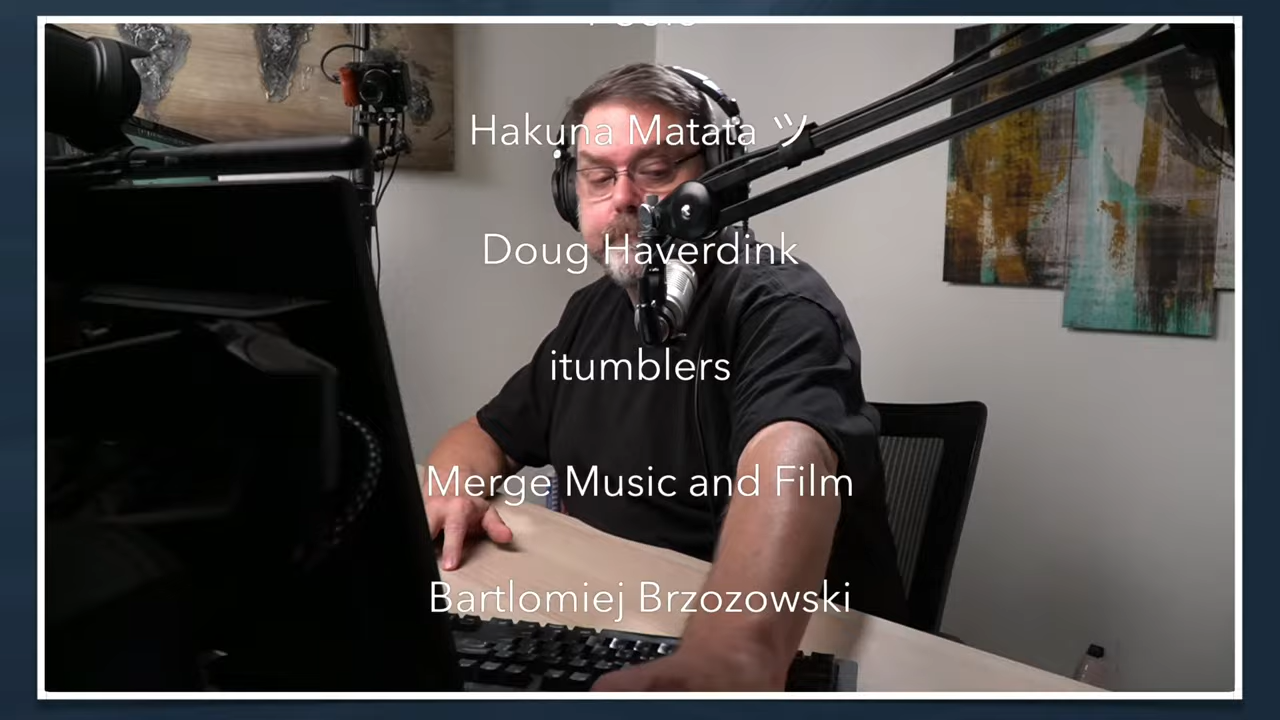 Hakuna Matata ツ
Doug Haverdink
itumblers
Merge Music and Film
Bartlomiej Brzozowski